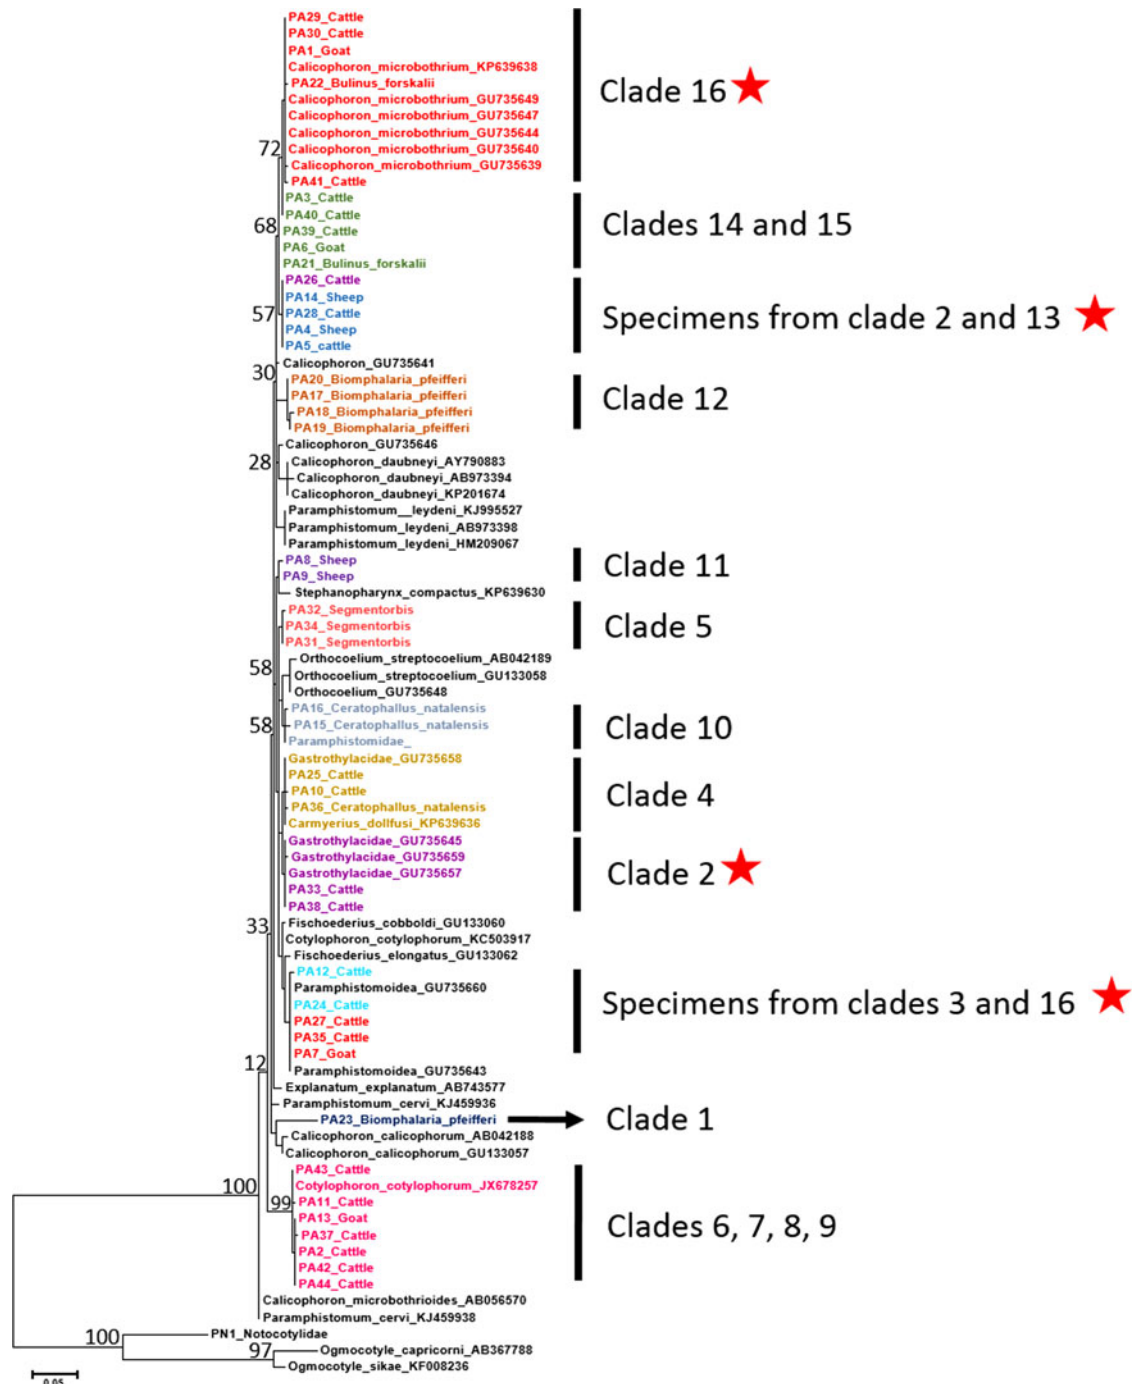 PA29_Cattle
PA30_Cattle
PA1_Goat
Calicophoron_microbothrium_KP639638
PA22_Bulinus_forskalii
Calicophoron_microbothrium_GU735649
Calicophoron_microbothrium_GU735647
Calicophoron_microbothrium_GU735644
Calicophoron_microbothrium_GU735640
Calicophoron_microbothrium_GU735639
PA41_Cattle
Clade 16
72
PA3_Cattle
PA40_Cattle
PA39_Cattle
PA6_Goat
PA21_Bulinus_forskalii
Clades 14 and 15
68
PA26_Cattle
PA14_Sheep
PA28_Cattle
PA4_Sheep
PA5_cattle
Specimens from clade 2 and 13
57
Calicophoron_GU735641
30
PA20_Biomphalaria_pfeifferi
PA17_Biomphalaria_pfeifferi
PA18_Biomphalaria_pfeifferi
PA19_Biomphalaria_pfeifferi
Clade 12
Calicophoron_GU735646
28
Calicophoron_daubneyi_AY790883
Calicophoron_daubneyi_AB973394
Calicophoron_daubneyi_KP201674
Paramphistomum__leydeni_KJ995527
Paramphistomum_leydeni_AB973398
Paramphistomum_leydeni_HM209067
PA8_Sheep
PA9_Sheep
Clade 11
Stephanopharynx_compactus_KP639630
PA32_Segmentorbis
PA34_Segmentorbis
PA31_Segmentorbis
Clade 5
58
Orthocoelium_streptocoelium_AB042189
Orthocoelium_streptocoelium_GU133058
Orthocoelium_GU735648
PA16_Ceratophallus_natalensis
PA15_Ceratophallus_natalensis
Paramphistomidae_
Clade 10
58
Gastrothylacidae_GU735658
PA25_Cattle
PA10_Cattle
PA36_Ceratophallus_natalensis
Carmyerius_dollfusi_KP639636
Clade 4
Gastrothylacidae_GU735645
Gastrothylacidae_GU735659
Gastrothylacidae_GU735657
PA33_Cattle
PA38_Cattle
Clade 2
33
Fischoederius_cobboldi_GU133060
Cotylophoron_cotylophorum_KC503917
Fischoederius_elongatus_GU133062
PA12_Cattle
Paramphistomoidea_GU735660
PA24_Cattle
PA27_Cattle
PA35_Cattle
PA7_Goat
Specimens from clades 3 and 16
Paramphistomoidea_GU735643
12
Explanatum_explanatum_AB743577
Paramphistomum_cervi_KJ459936
PA23_Biomphalaria_pfeifferi
Clade 1
Calicophoron_calicophorum_AB042188
Calicophoron_calicophorum_GU133057
PA43_Cattle
Cotylophoron_cotylophorum_JX678257
PA11_Cattle
PA13_Goat
PA37_Cattle
PA2_Cattle
PA42_Cattle
PA44_Cattle
Clades 6, 7, 8, 9
100
99
Calicophoron_microbothrioides_AB056570
Paramphistomum_cervi_KJ459938
PN1_Notocotylidae
100
Ogmocotyle_capricorni_AB367788
97
Ogmocotyle_sikae_KF008236
0.05